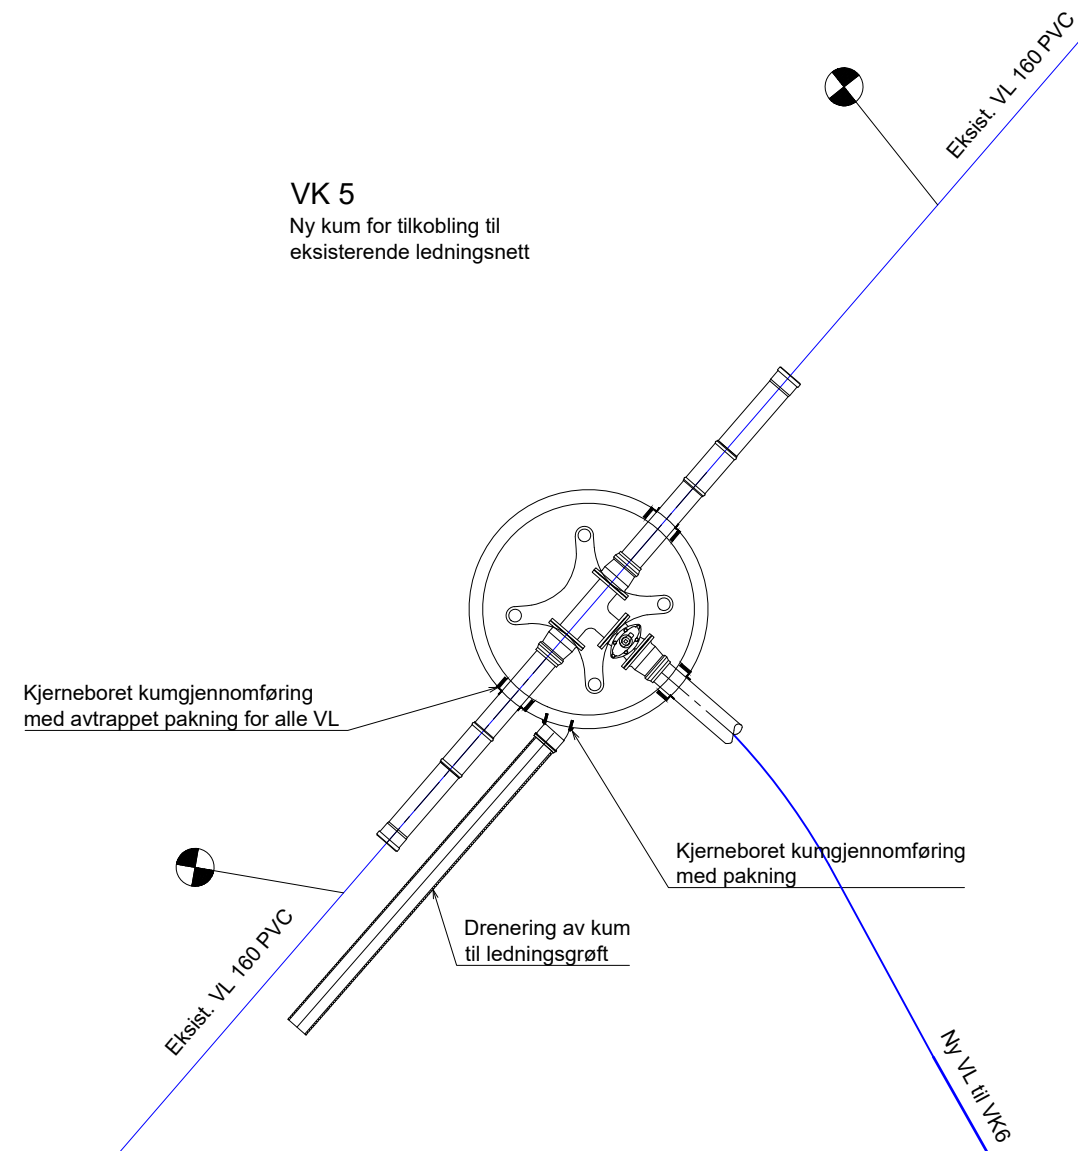 Eksist. VL 160 PVC
VK 5
Ny kum for tilkobling til
eksisterende ledningsnett
Kjerneboret kumgjennomføring
med avtrappet pakning for alle VL
Kjerneboret kumgjennomføring
med pakning
Drenering av kum
til ledningsgrøft
Eksist. VL 160 PVC
Ny VL til VK6